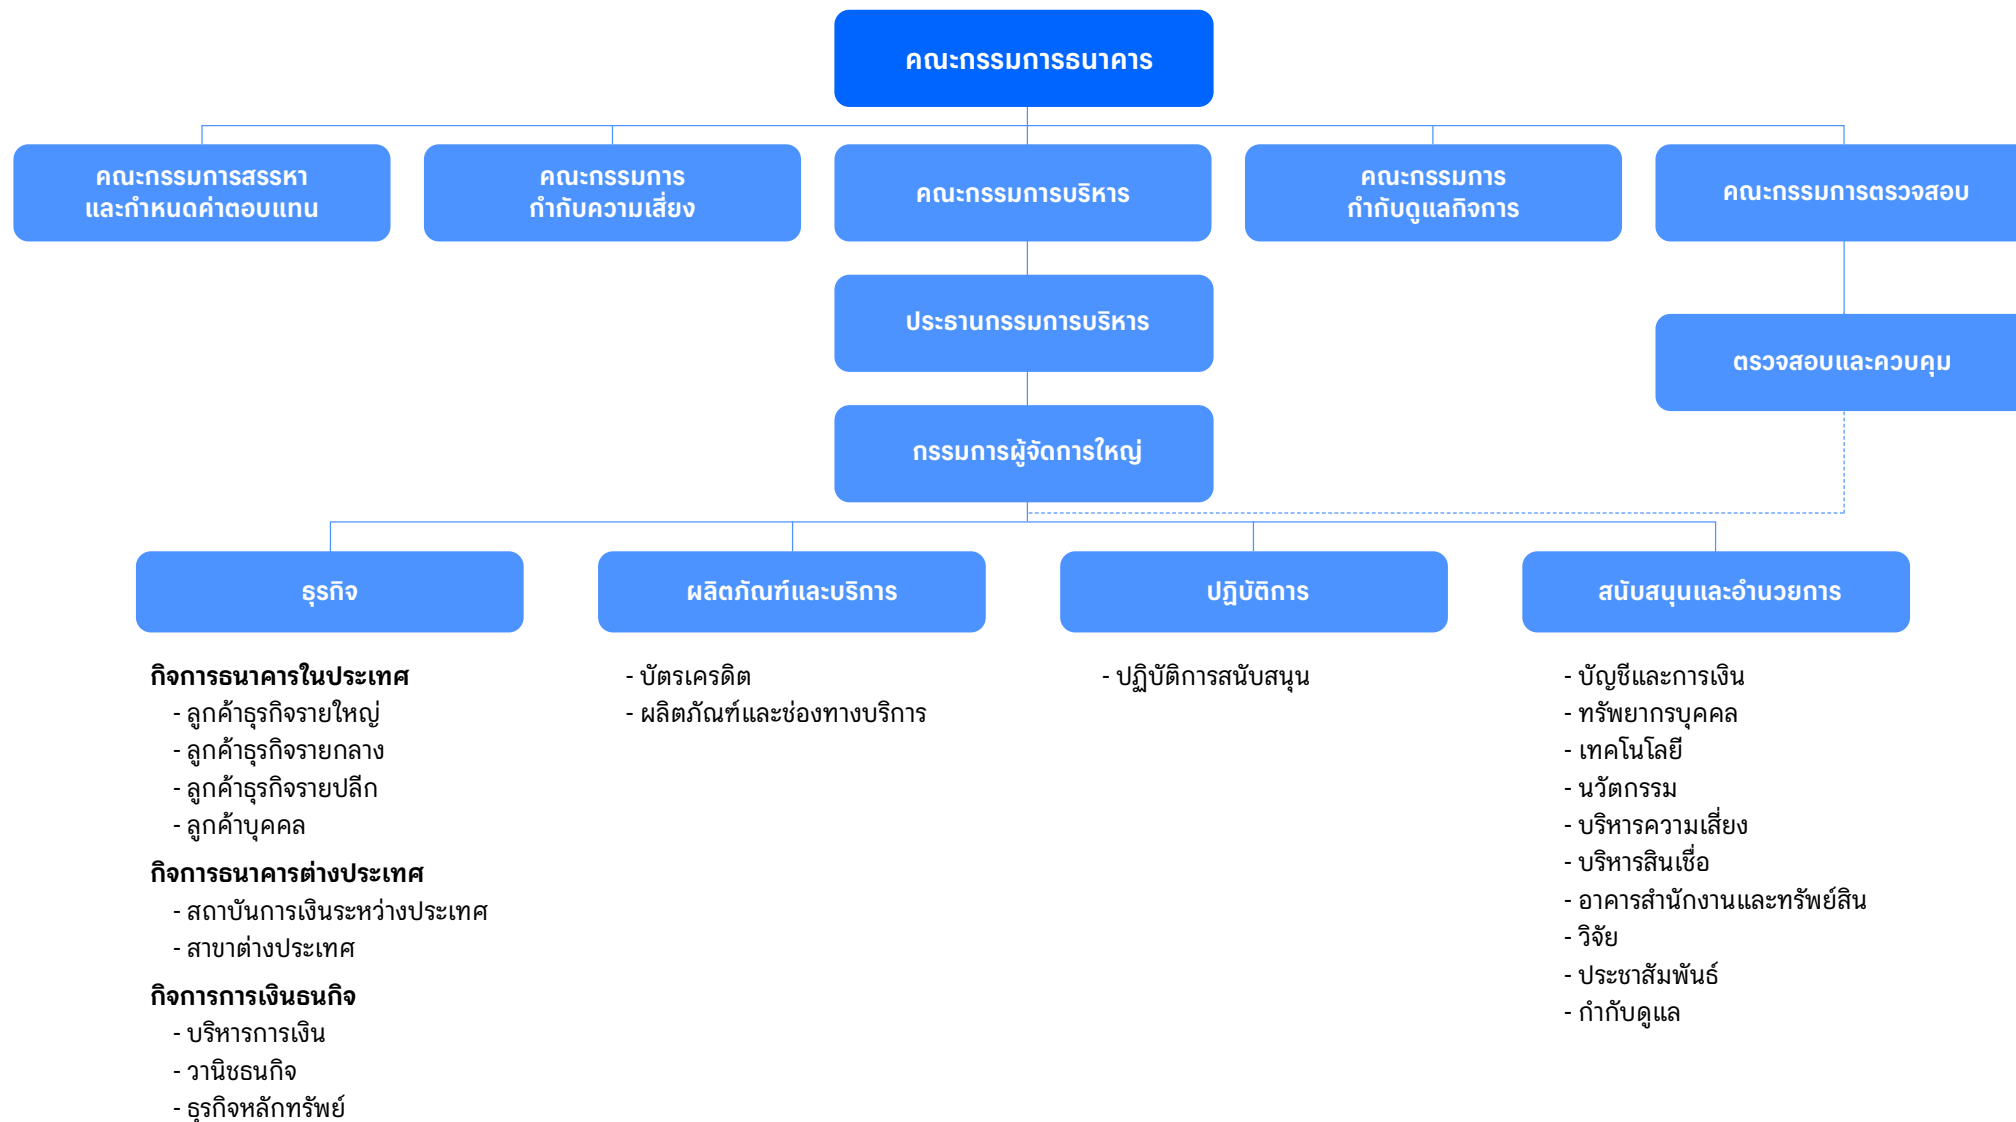 คณะกรรมการธนาคาร
คณะกรรมการสรรหา
และกำหนดค่าตอบแทน
คณะกรรมการ
กำกับความเสี่ยง
คณะกรรมการบริหาร
คณะกรรมการ
กำกับดูแลกิจการ
คณะกรรมการตรวจสอบ
ประธานกรรมการบริหาร
ตรวจสอบและควบคุม
กรรมการผู้จัดการใหญ่
ธุรกิจ
กิจการธนาคารในประเทศ
- ลูกค้าธุรกิจรายใหญ่
- ลูกค้าธุรกิจรายกลาง
- ลูกค้าธุรกิจรายปลีก
- ลูกค้าบุคคล
กิจการธนาคารต่างประเทศ
- สถาบันการเงินระหว่างประเทศ
- สาขาต่างประเทศ
กิจการการเงินธนกิจ
- บริหารการเงิน
- วานิชธนกิจ
- ธุรกิจหลักทรัพย์
ผลิตภัณฑ์และบริการ
- บัตรเครดิต
- ผลิตภัณฑ์และช่องทางบริการ
ปฏิบัติการ
- ปฏิบัติการสนับสนุน
สนับสนุนและอำนวยการ
- บัญชีและการเงิน
- ทรัพยากรบุคคล
- เทคโนโลยี
- นวัตกรรม
- บริหารความเสี่ยง
- บริหารสินเชื่อ
- อาคารสำนักงานและทรัพย์สิน
- วิจัย
- ประชาสัมพันธ์
- กำกับดูแล